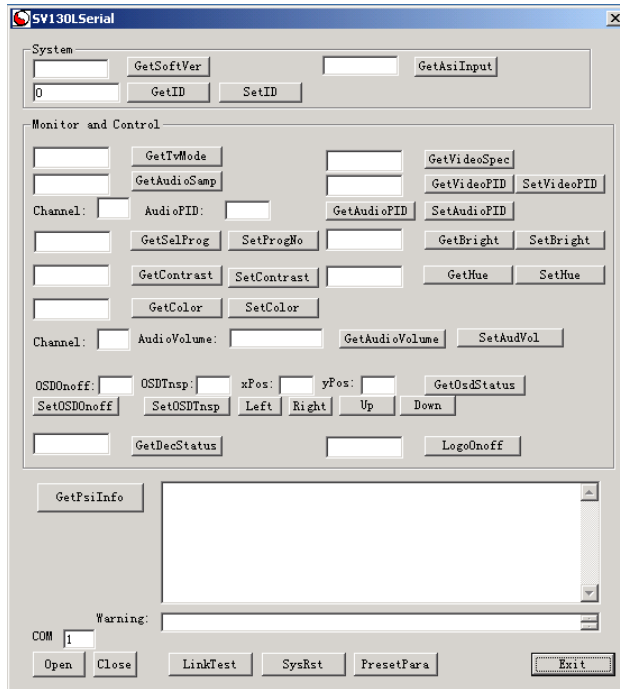 SV130LSerial
System
GetSoftVer GetAsiInput
0 GetID SetID
Monitor and Control
GetTvMode GetVideoSpec
GetAudioSamp GetVideoPID SetVideoPID
Channel: AudioPID: GetAudioPID SetAudioPID
GetSelProg SetProgNo GetBright SetBright
GetContrast SetContrast GetHue SetHue
GetColor SetColor
Channel: AudioVolume: GetAudioVolume SetAudVol
OSDOnoff: OSDTnsp: xPos: yPos: GetOsdStatus
SetOSDOnoff SetOSDTnsp Left Right Up Down
GetDecStatus LogoOnoff
GetPsiInfo
Warning:
COM 1
Open Close LinkTest SysRst PresetPara Exit